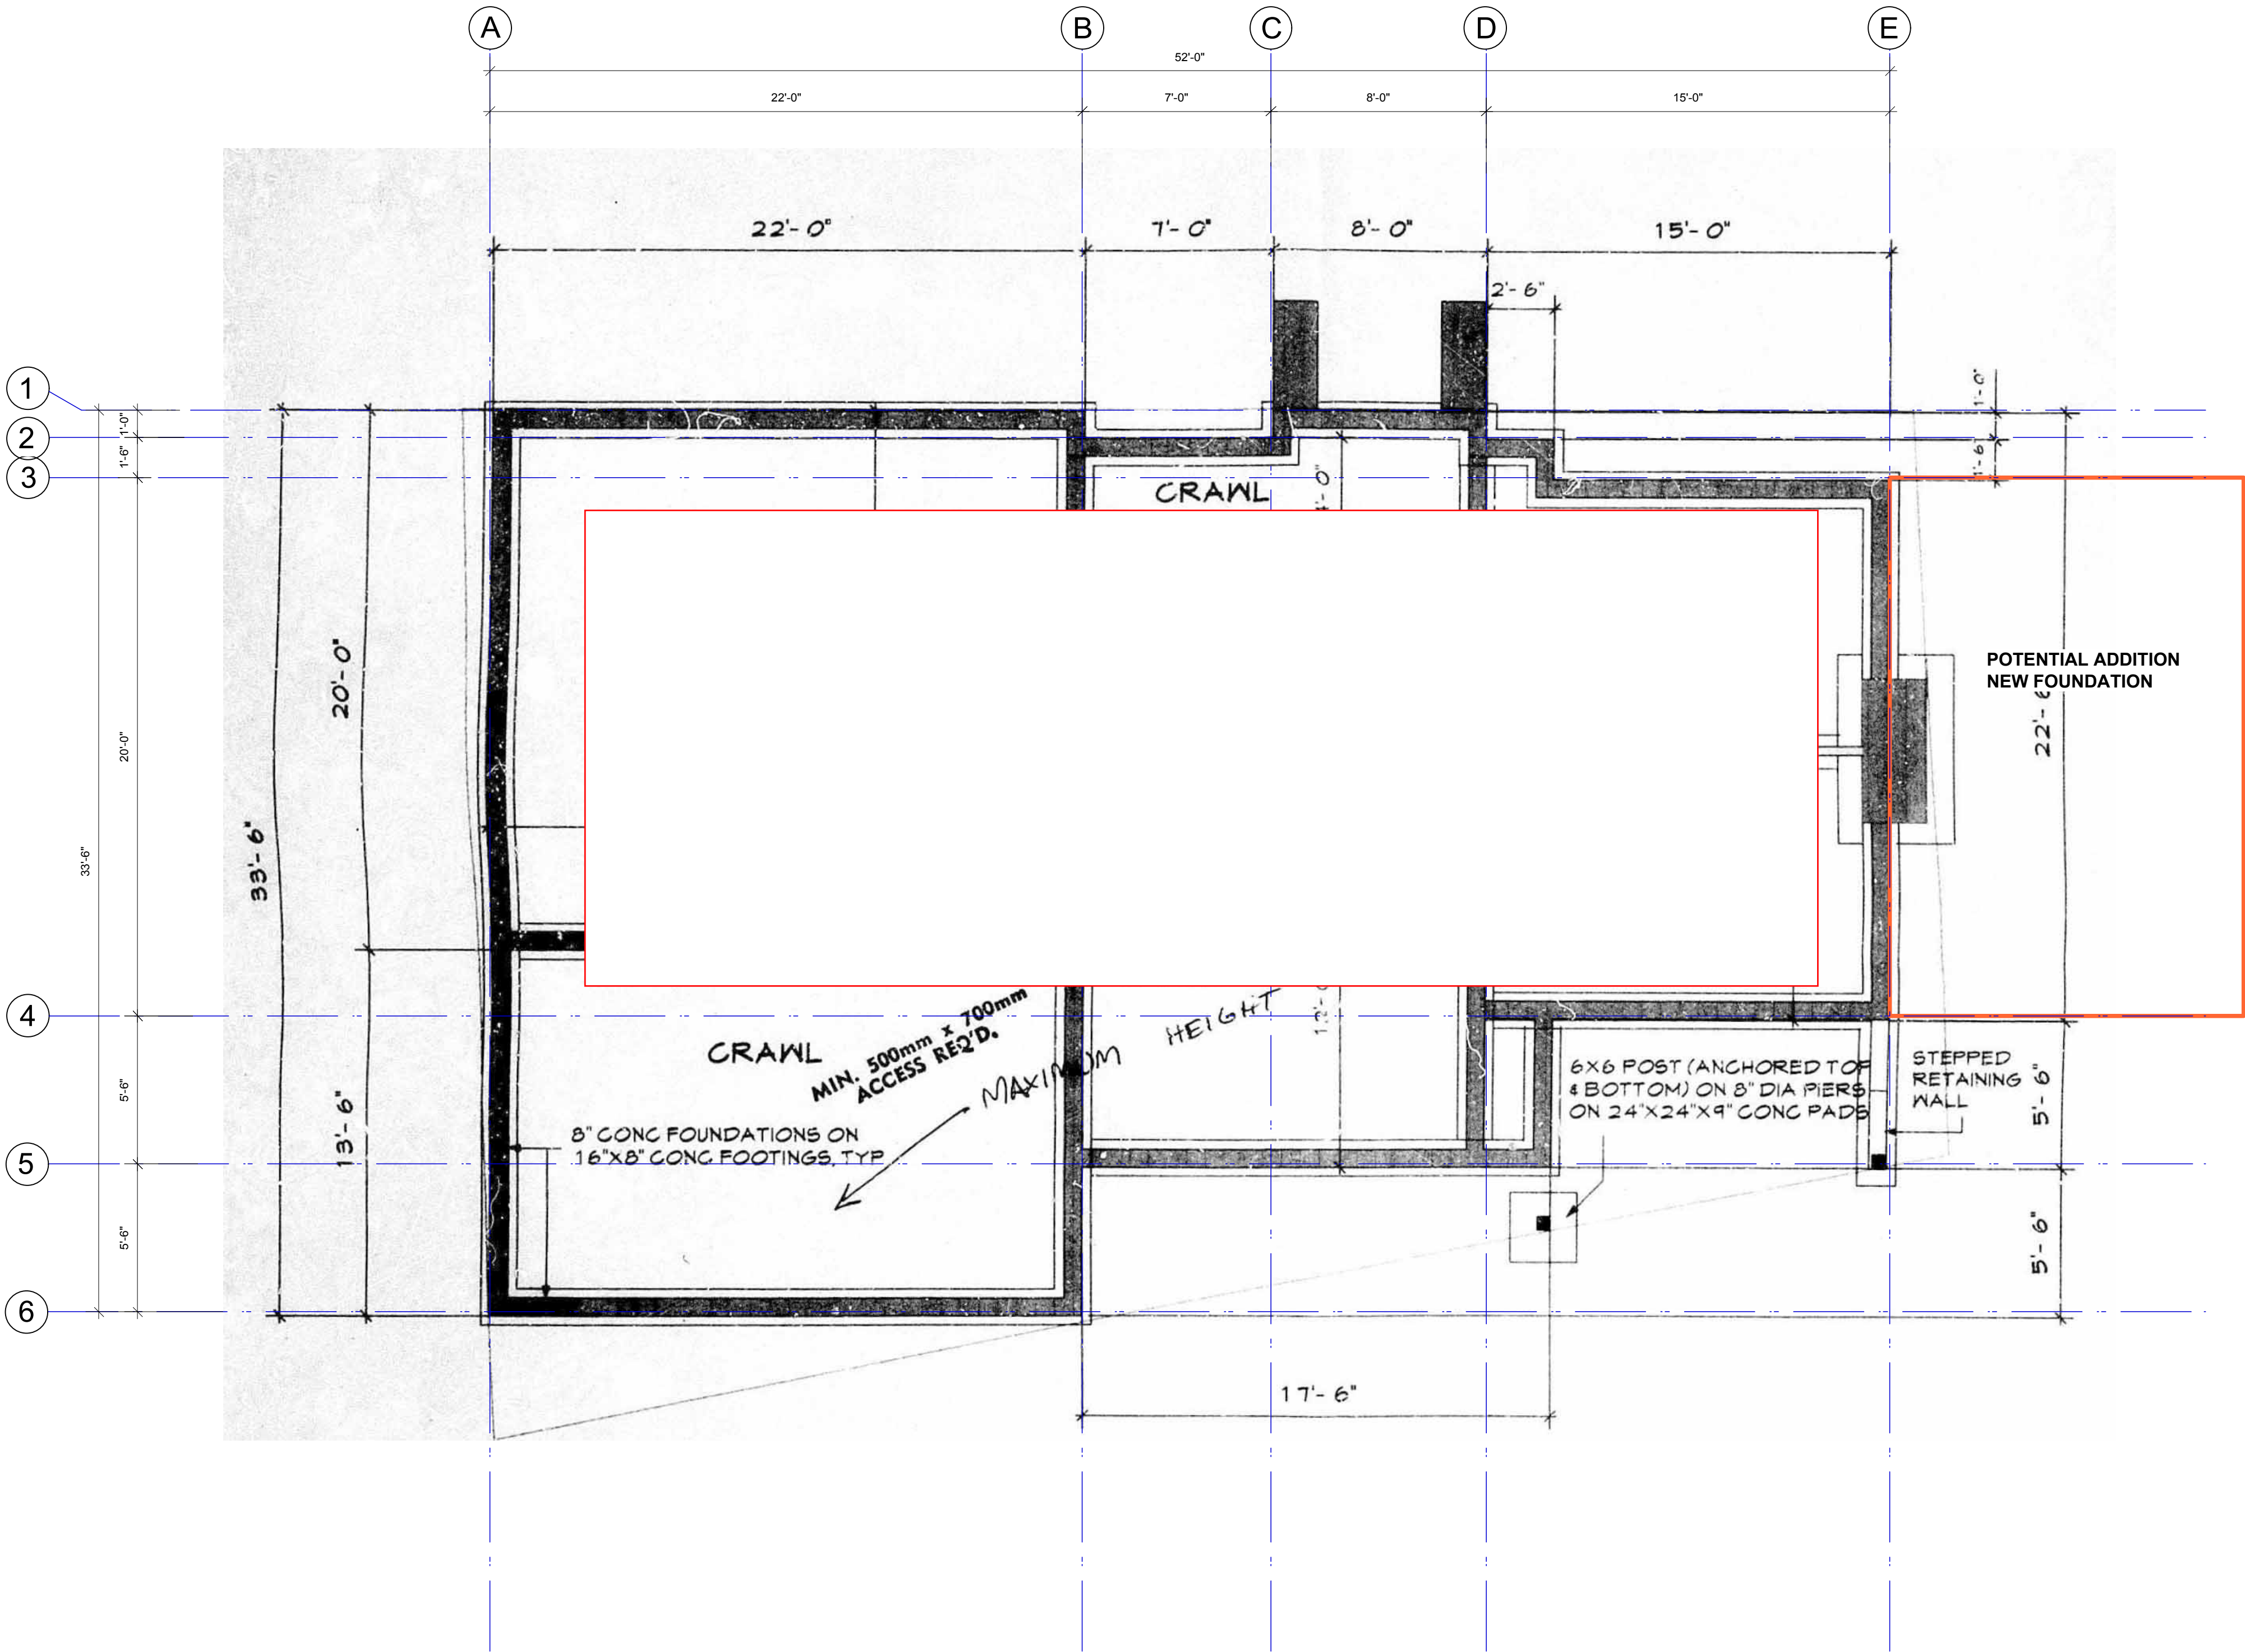 A
B
C
D
E
52'-0"
22'-0"
7'-0"
8'-0"
15'-0"
22'- 0"
7'- 0"
8'- 0"
15'- 0"
2'- 6"
1
2
3
4
5
6
1'-0"
1'-6"
20'-0"
33'-6"
5'-6"
5'-6"
33'- 6"
20'- 0"
13'- 6"
1'- 0"
1'- 6"
CRAWL
POTENTIAL ADDITION
NEW FOUNDATION
22'- 6
CRAWL
MIN. 500mm x 700mm
ACCESS REQ'D.
MAXIMUM HEIGHT
8" CONC FOUNDATIONS ON
16"X8" CONC FOOTINGS, TYP
6X6 POST (ANCHORED TOP
& BOTTOM) ON 8" DIA PIERS
ON 24"X24"X9" CONC PADS
STEPPED
RETAINING
WALL
5'- 6"
5'- 6"
17'- 6"